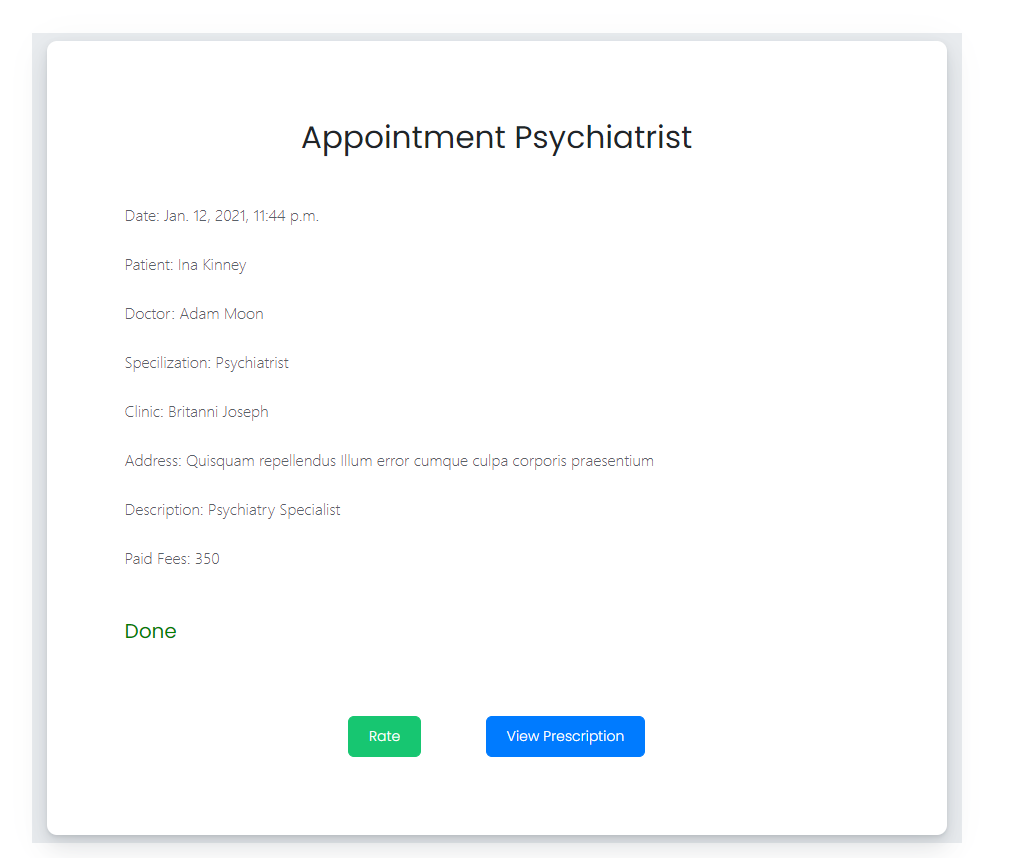 Appointment Psychiatrist
Date: Jan. 12, 2021, 11:44 p.m.
Patient: Ina Kinney
Doctor: Adam Moon
Specilization: Psychiatrist
Clinic: Britanni Joseph
Address: Quisquam repellendus Illum error cumque culpa corporis praesentium
Description: Psychiatry Specialist
Paid Fees: 350
Done
Rate
View Prescription